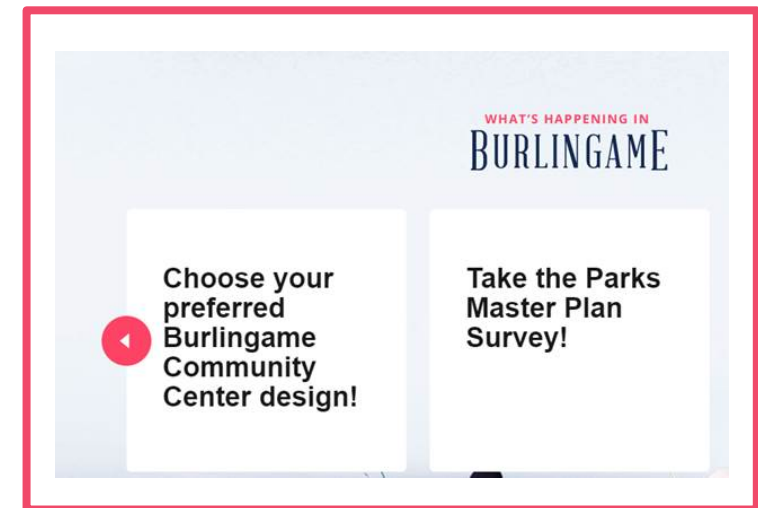 WHAT'S HAPPENING IN
BURLINGAME
Choose your
preferred
Burlingame
Community
Center design!
Take the Parks
Master Plan
Survey!